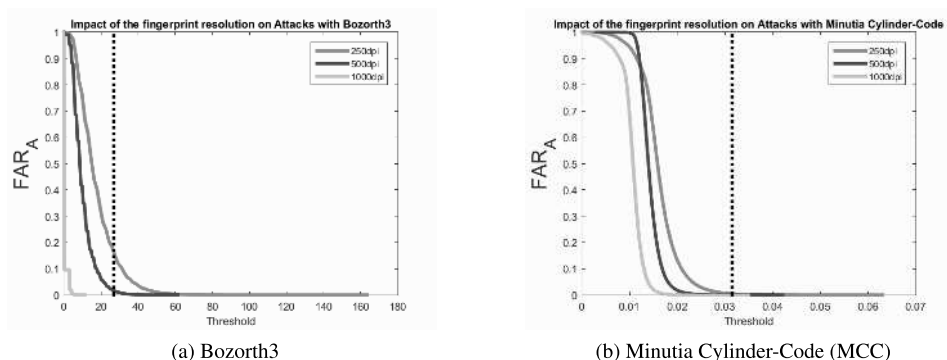 Impact of the fingerprint resolution on Attacks with Bozorth3
1
0.9
0.8
0.7
0.6
0.5
0.4
0.3
0.2
0.1
0
FAR_A
250dpi
500dpi
1000dpi
0 20 40 60 80 100 120 140 160 180
Threshold
(a) Bozorth3
Impact of the fingerprint resolution on Attacks with Minutia Cylinder-Code
1
0.9
0.8
0.7
0.6
0.5
0.4
0.3
0.2
0.1
0
FAR_A
250dpi
500dpi
1000dpi
0 0.01 0.02 0.03 0.04 0.05 0.06 0.07
Threshold
(b) Minutia Cylinder-Code (MCC)